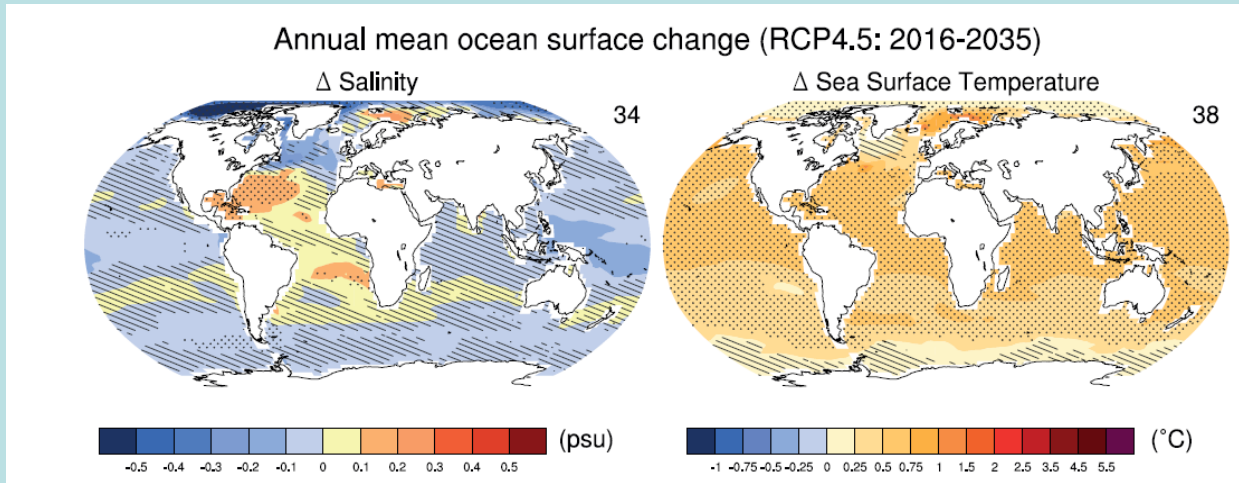 Annual mean ocean surface change (RCP4.5: 2016-2035)
Δ Salinity
Δ Sea Surface Temperature
34
38
(psu)
(°C)
-0.5 -0.4 -0.3 -0.2 -0.1 0 0.1 0.2 0.3 0.4 0.5
-1 -0.75 -0.5 -0.25 0 0.25 0.5 0.75 1 1.5 2 2.5 3.5 4.5 5.5